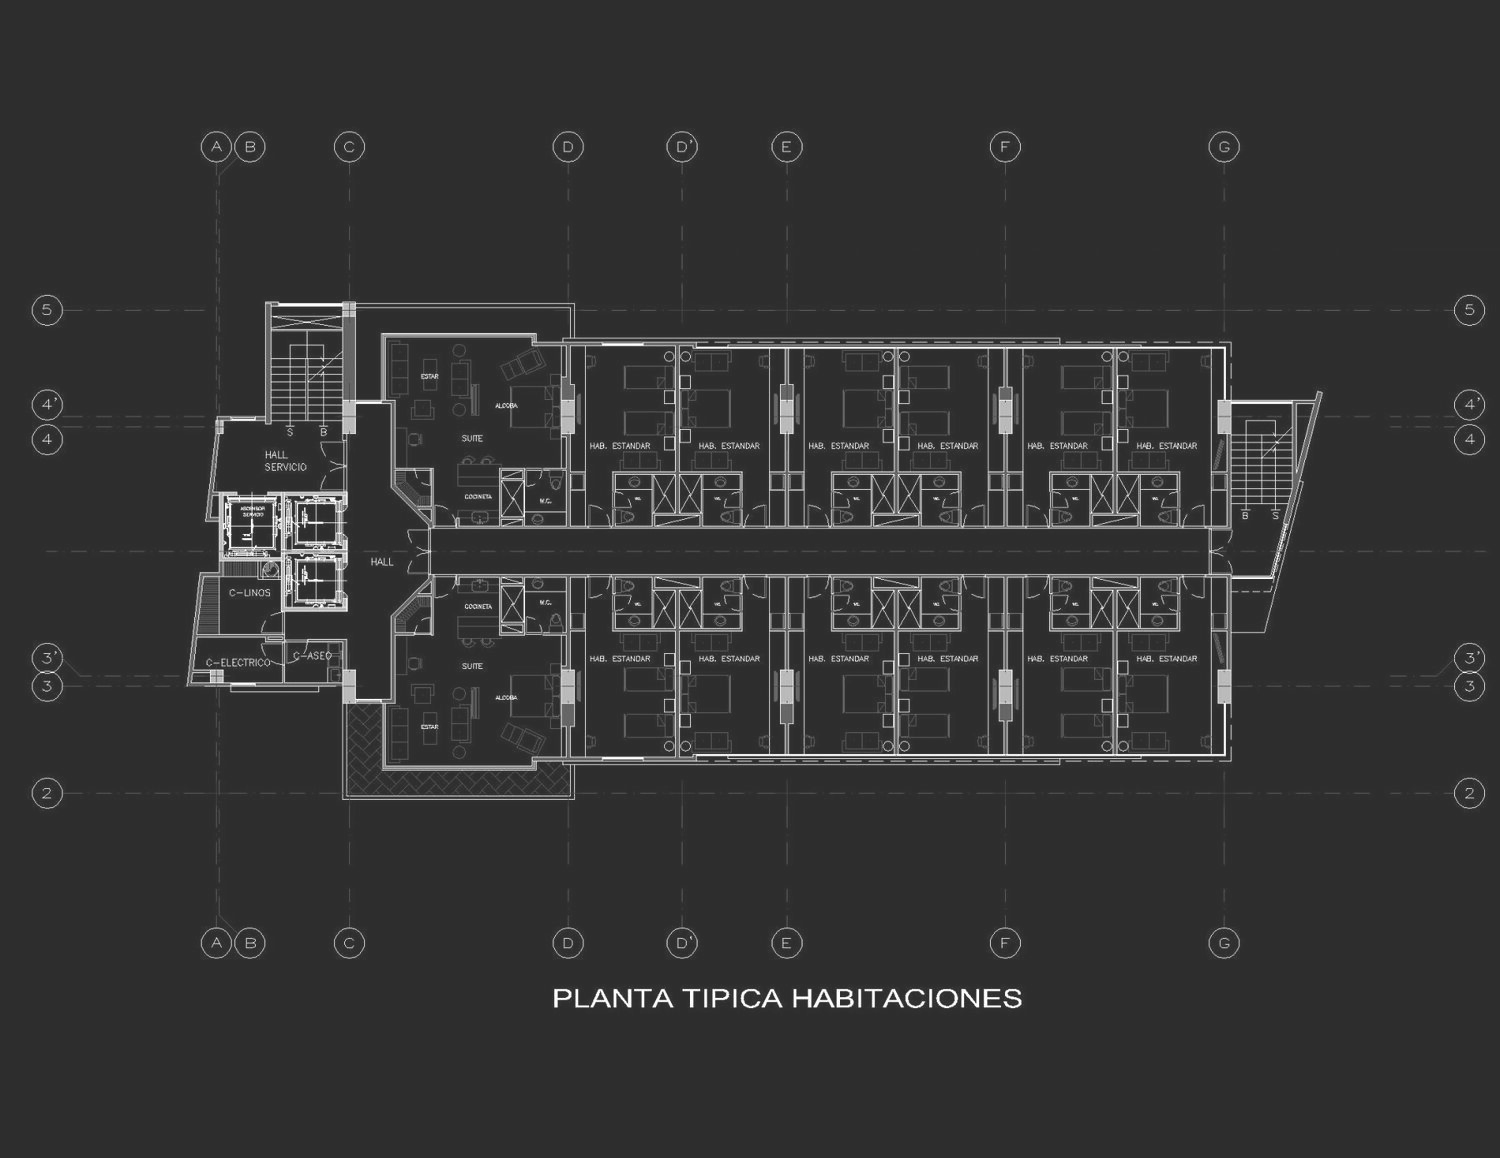 A B C D D' E F G
5 5
ESTAR
ALCOBA
4' 4'
4 4
S B
SUITE
HAB. ESTANDAR HAB. ESTANDAR HAB. ESTANDAR HAB. ESTANDAR HAB. ESTANDAR HAB. ESTANDAR
HALL
SERVICIO
COCINETA
W.C.
ASCENSOR
SERVICIO
B S
HALL
C-LINOS
COCINETA
W.C.
C-ELECTRICO
C-ASEO
SUITE
HAB. ESTANDAR HAB. ESTANDAR HAB. ESTANDAR HAB. ESTANDAR HAB. ESTANDAR HAB. ESTANDAR
3' 3'
3 3
ALCOBA
ESTAR
2 2
A B C D D' E F G
PLANTA TIPICA HABITACIONES